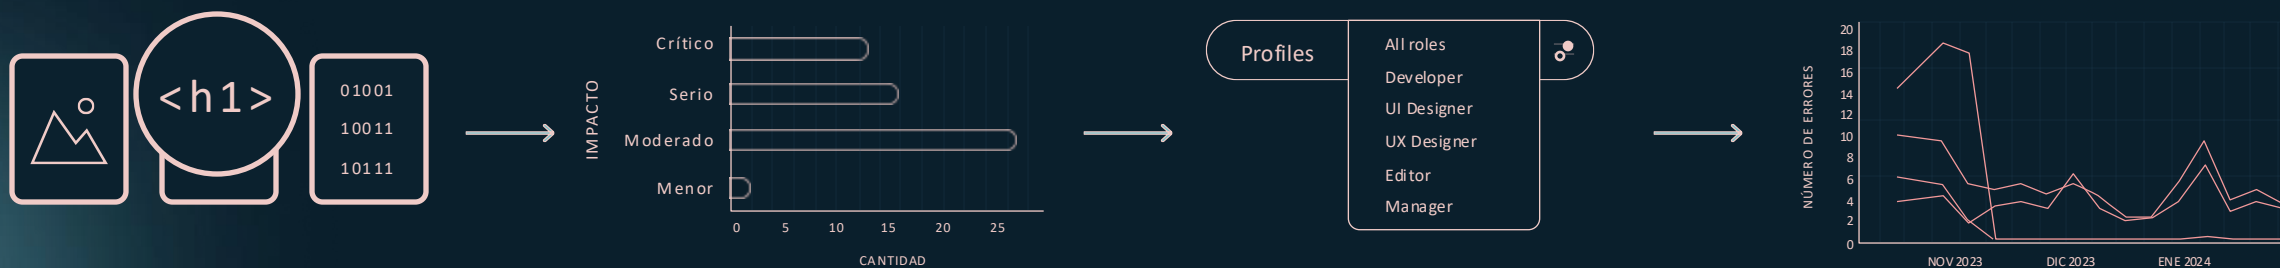 <h1>
01001
10011
10111
IMPACTO
Crítico
Serio
Moderado
Menor
0 5 10 15 20 25
CANTIDAD
Profiles
All roles
Developer
UI Designer
UX Designer
Editor
Manager
NÚMERO DE ERRORES
20
18
16
14
12
10
8
6
4
2
0
NOV 2023 DIC 2023 ENE 2024